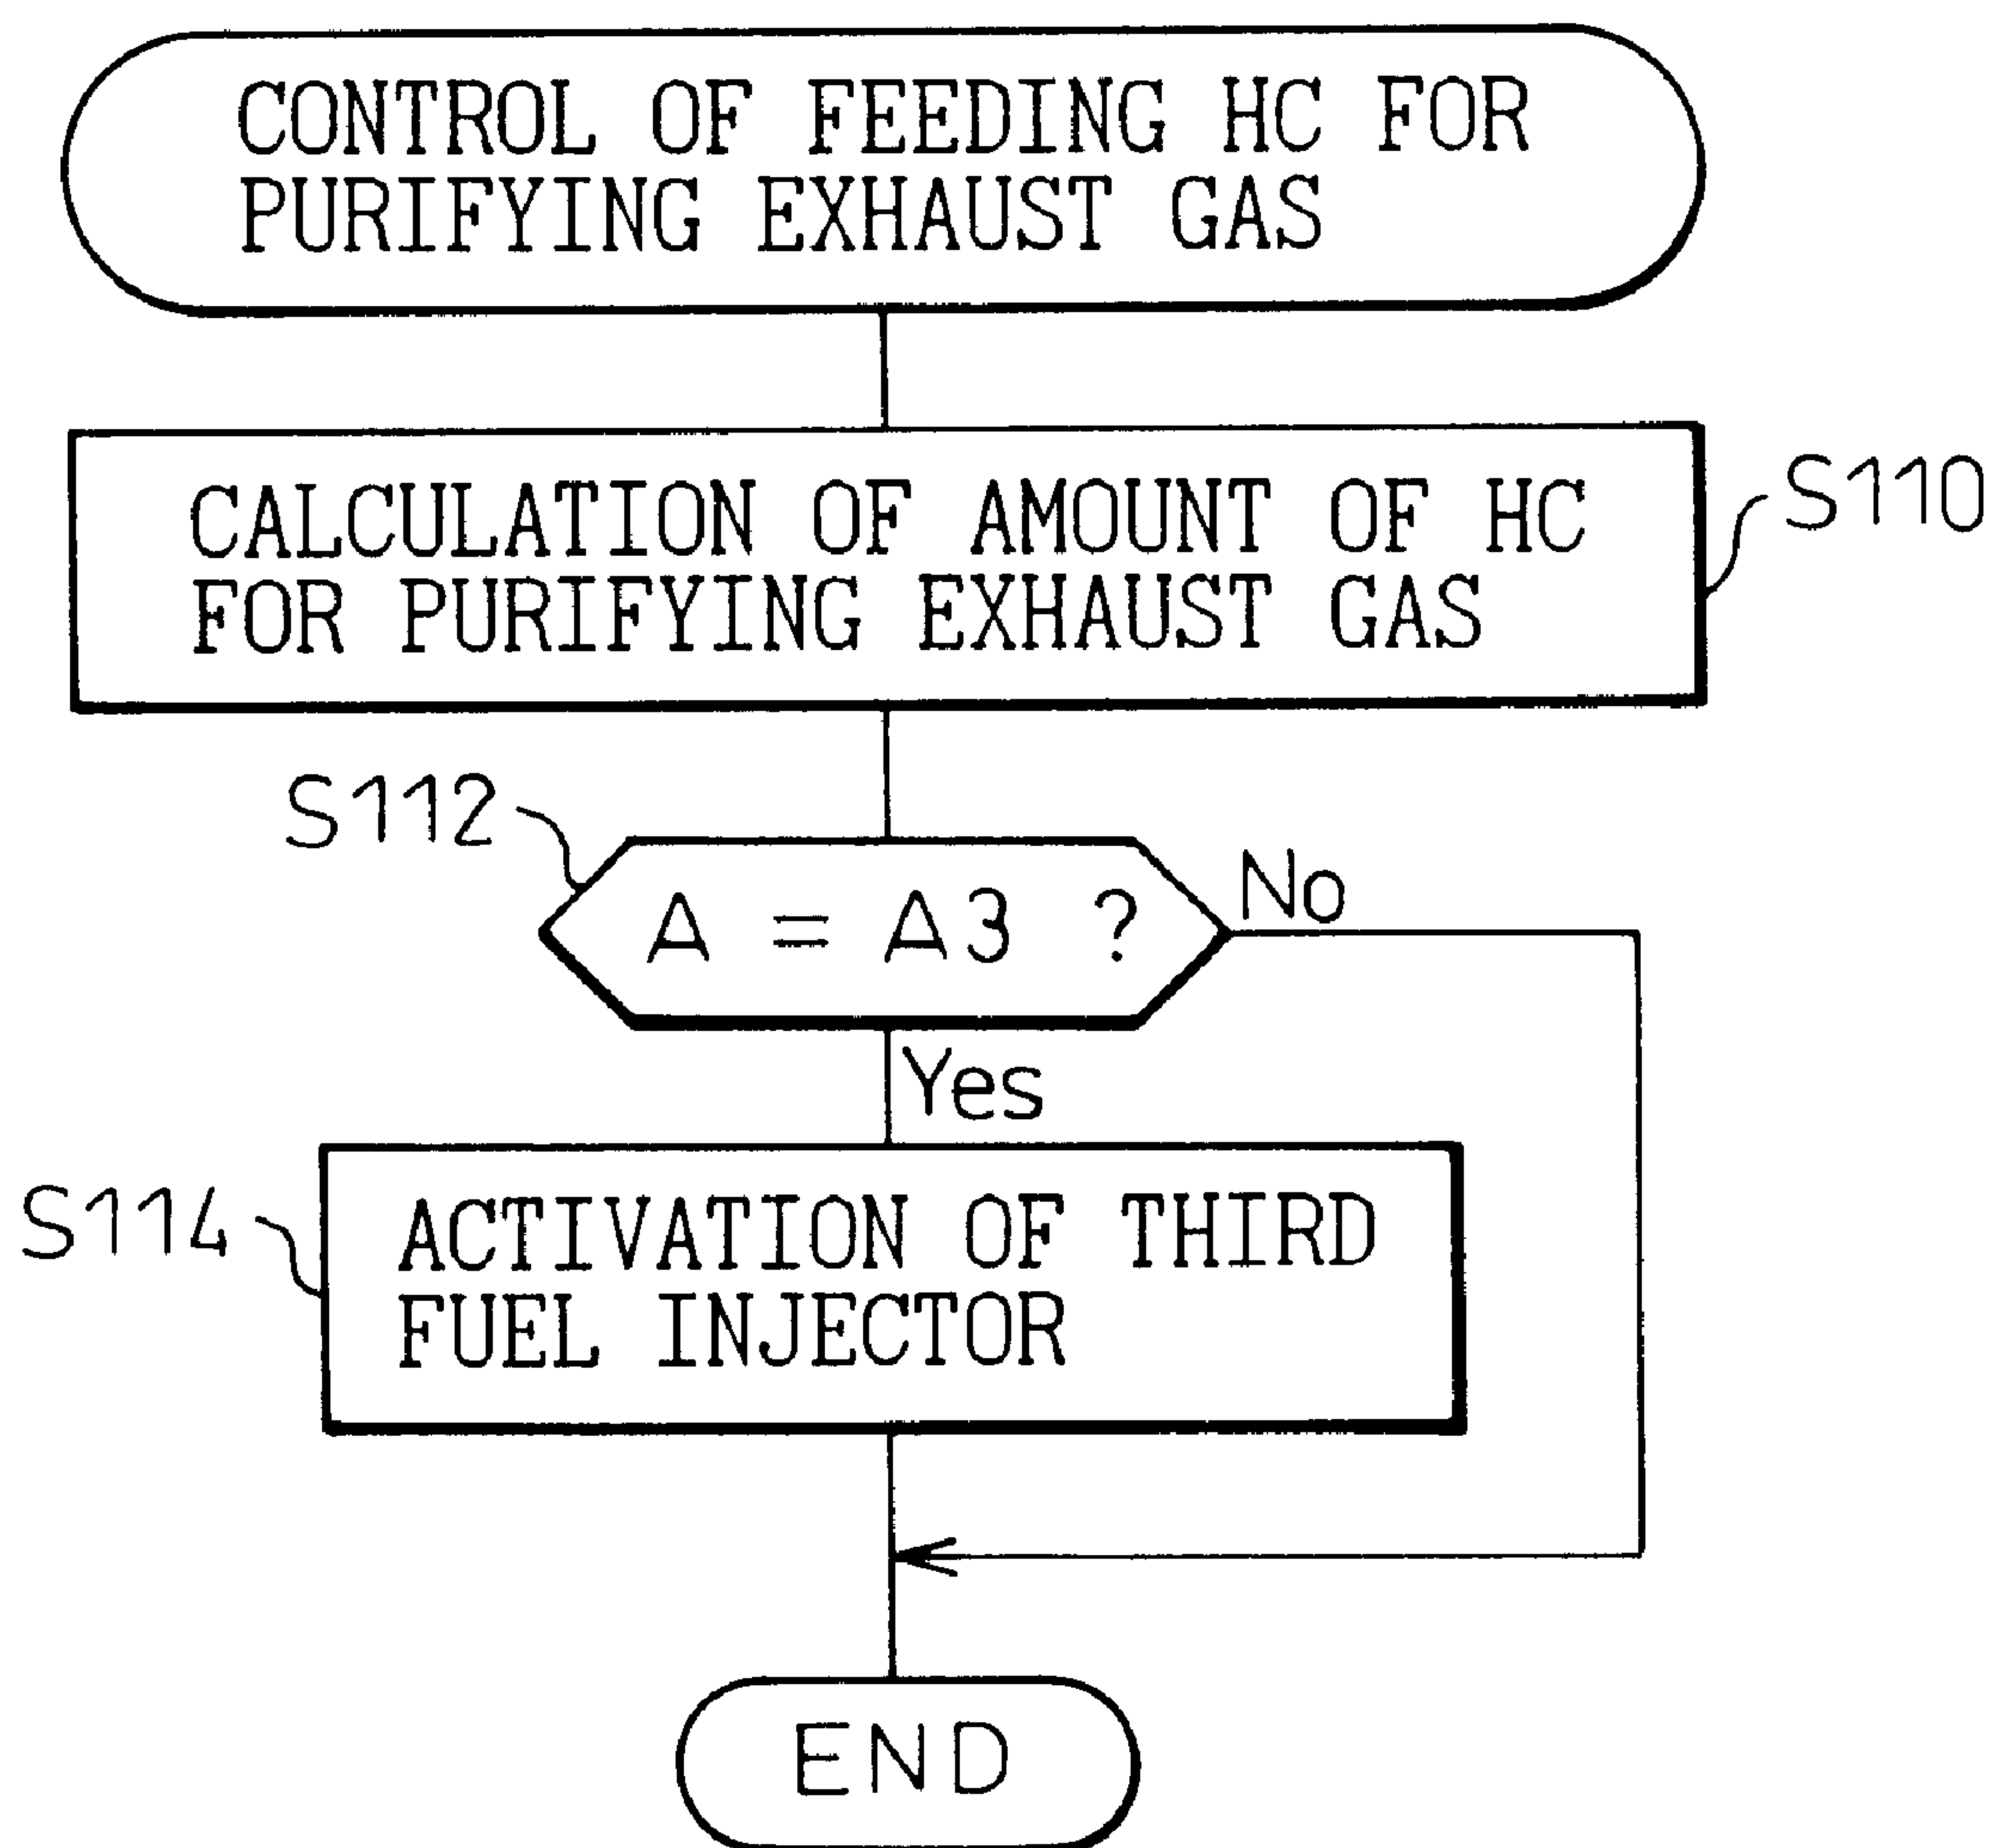 CONTROL OF FEEDING HC FOR
PURIFYING EXHAUST GAS
CALCULATION OF AMOUNT OF HC
FOR PURIFYING EXHAUST GAS
S110
S112
A = A3 ?
No
Yes
S114
ACTIVATION OF THIRD
FUEL INJECTOR
END